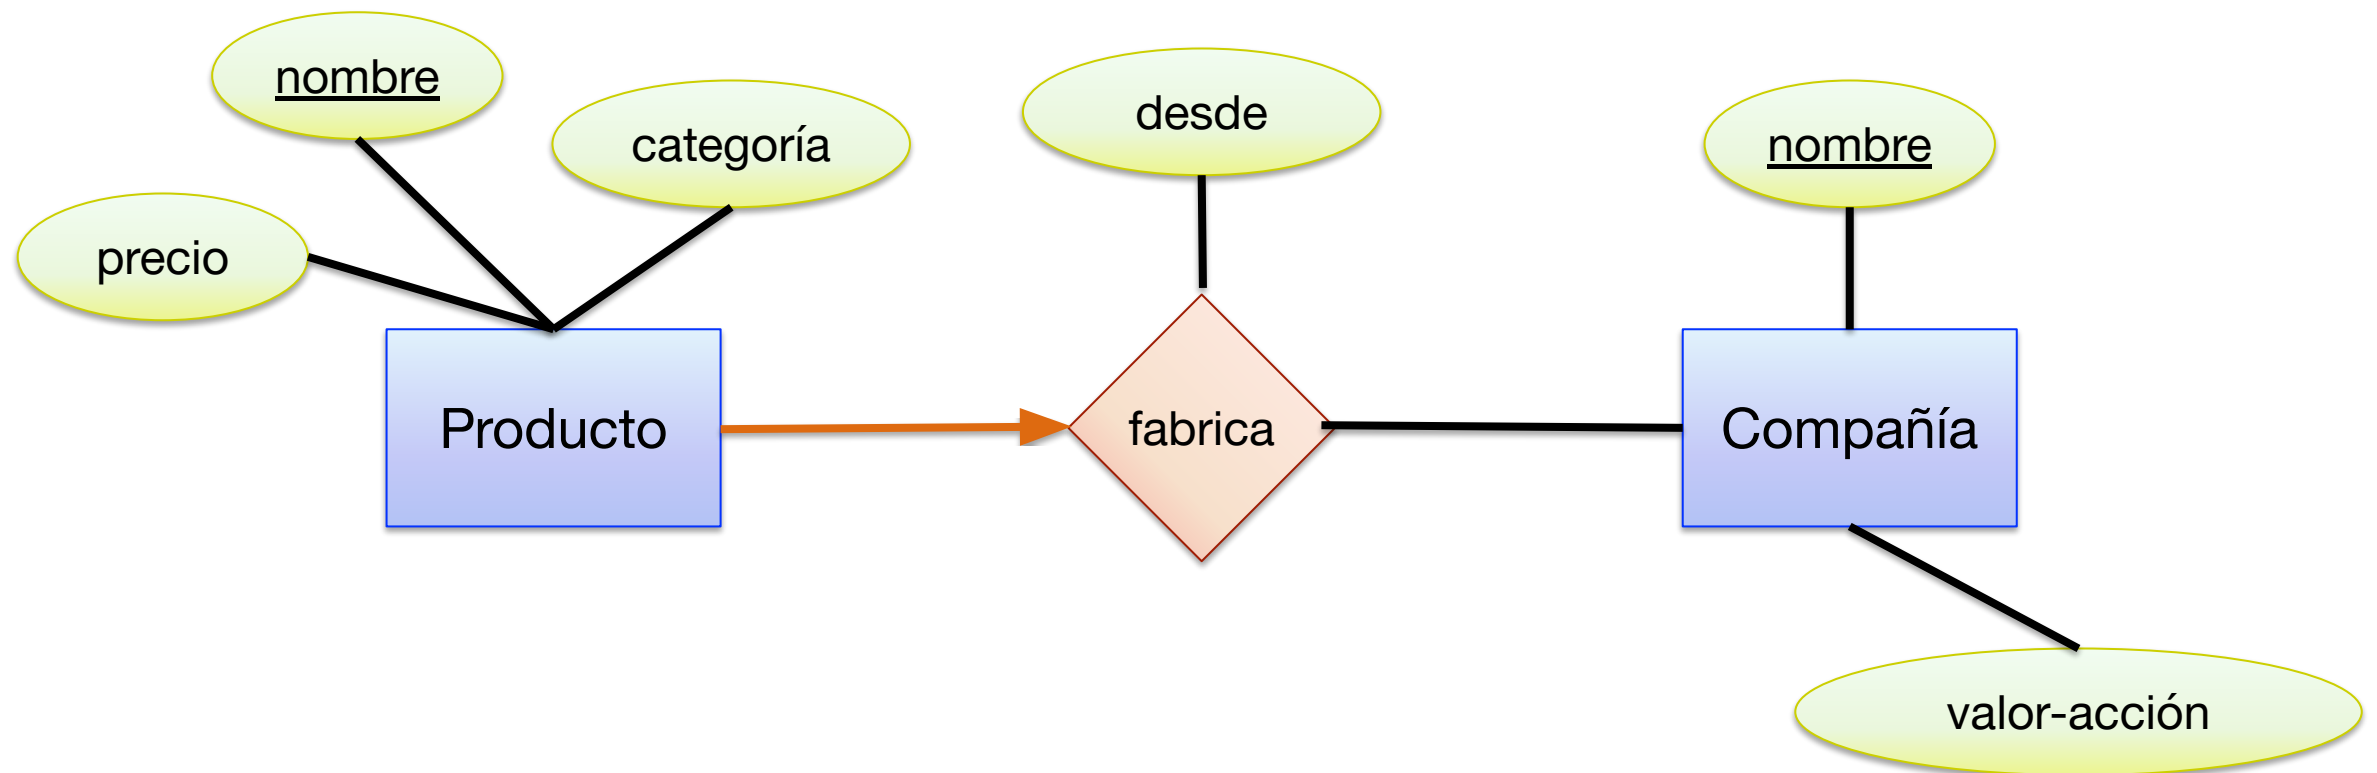 nombre
categoría
desde
nombre
precio
Producto
fabrica
Compañía
valor-acción